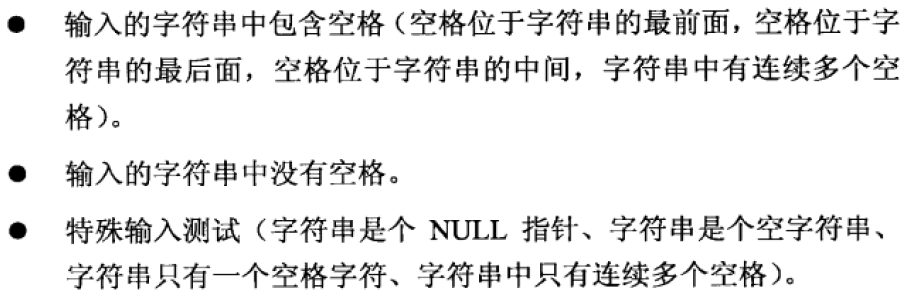 ● 输入的字符串中包含空格（空格位于字符串的最前面，空格位于字
符串的最后面，空格位于字符串的中间，字符串中有连续多个空
格）。
● 输入的字符串中没有空格。
● 特殊输入测试（字符串是个 NULL 指针、字符串是个空字符串、
字符串只有一个空格字符、字符串中只有连续多个空格）。